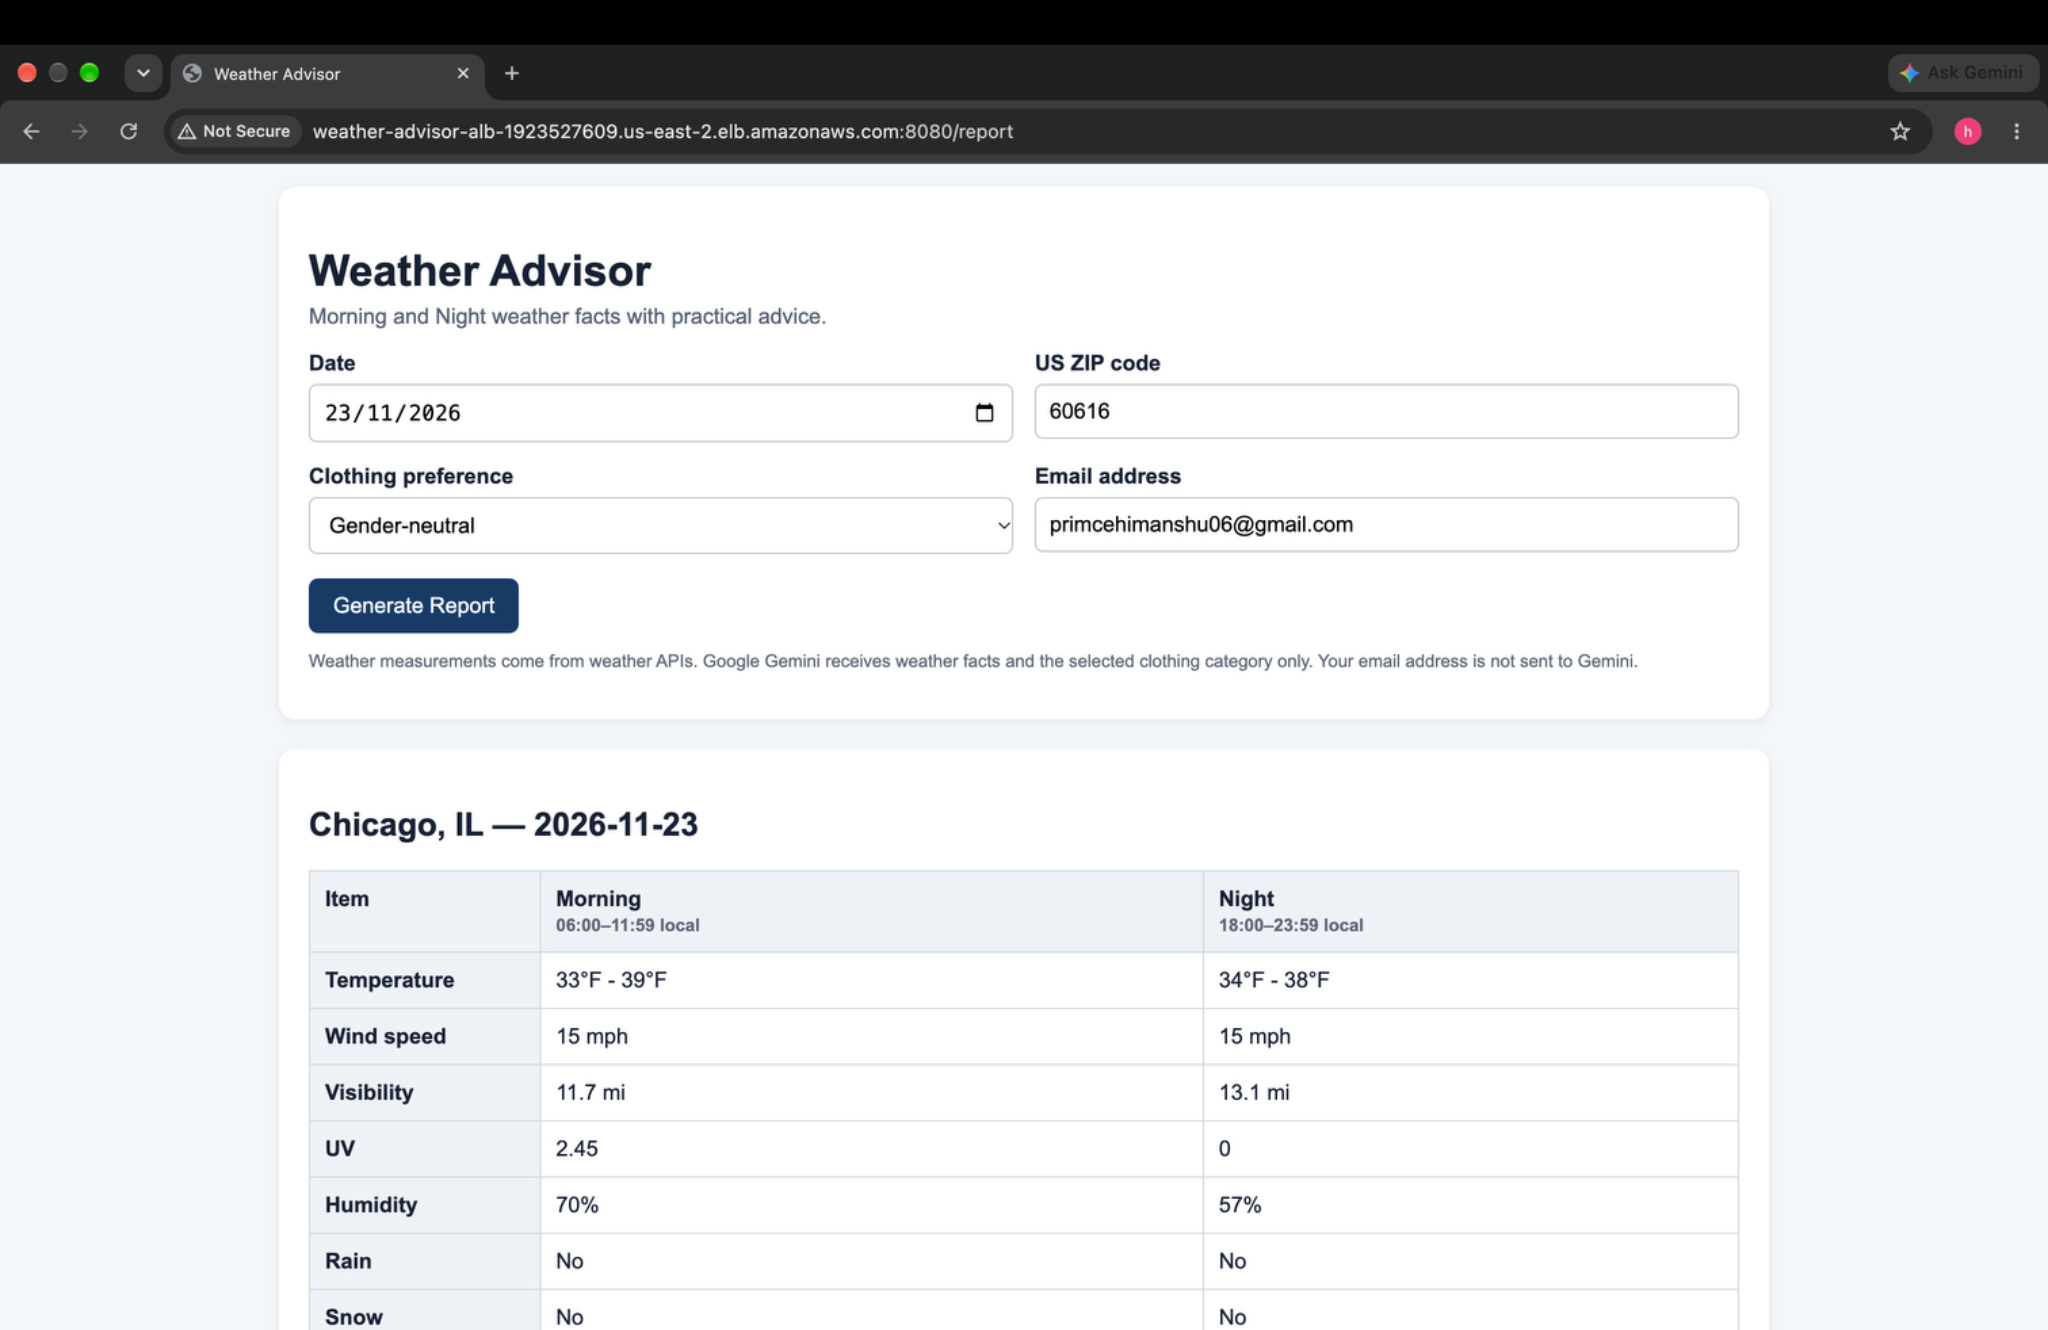 Weather Advisor
Ask Gemini
Not Secure weather-advisor-alb-1923527609.us-east-2.elb.amazonaws.com:8080/report
h
Weather Advisor
Morning and Night weather facts with practical advice.
Date US ZIP code
23/11/2026 60616
Clothing preference Email address
Gender-neutral primcehimanshu06@gmail.com
Generate Report
Weather measurements come from weather APIs. Google Gemini receives weather facts and the selected clothing category only. Your email address is not sent to Gemini.
Chicago, IL — 2026-11-23
Item Morning Night
06:00–11:59 local 18:00–23:59 local
Temperature 33°F - 39°F 34°F - 38°F
Wind speed 15 mph 15 mph
Visibility 11.7 mi 13.1 mi
UV 2.45 0
Humidity 70% 57%
Rain No No
Snow No No